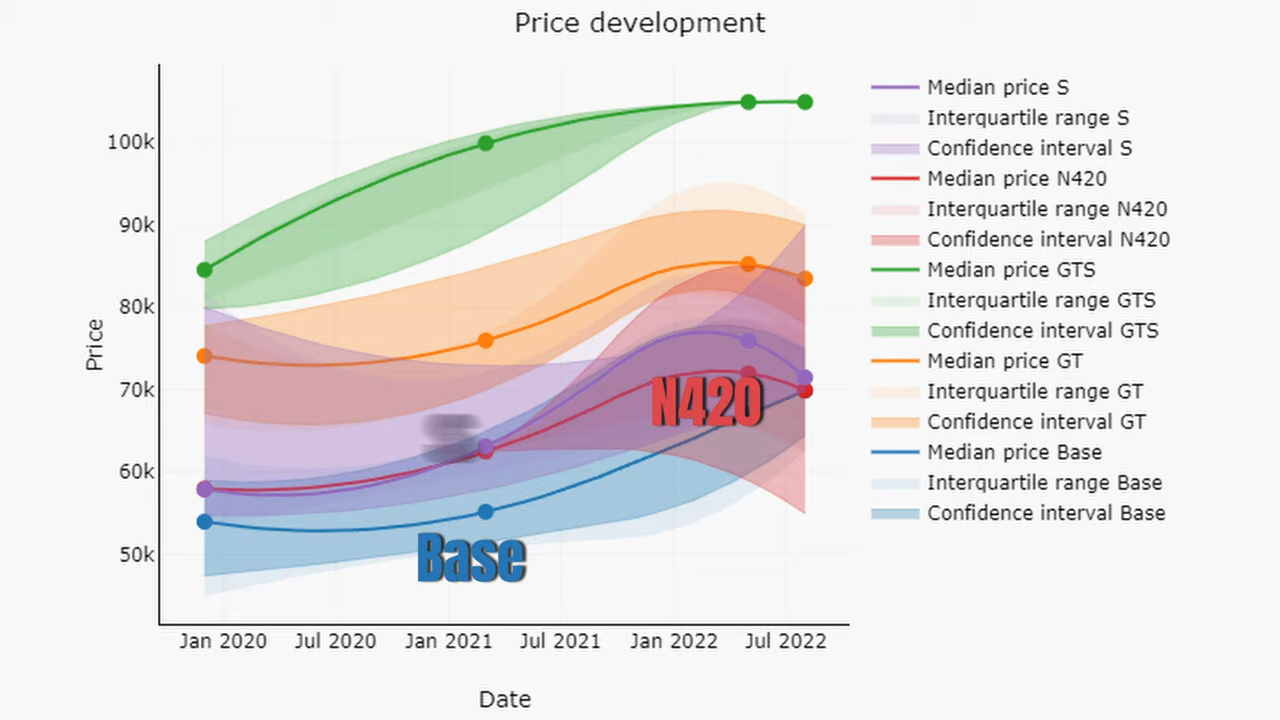 Price development
Price
100k
90k
80k
70k
60k
50k
N420
Base
Jan 2020
Jul 2020
Jan 2021
Jul 2021
Jan 2022
Jul 2022
Date
Median price S
Interquartile range S
Confidence interval S
Median price N420
Interquartile range N420
Confidence interval N420
Median price GTS
Interquartile range GTS
Confidence interval GTS
Median price GT
Interquartile range GT
Confidence interval GT
Median price Base
Interquartile range Base
Confidence interval Base